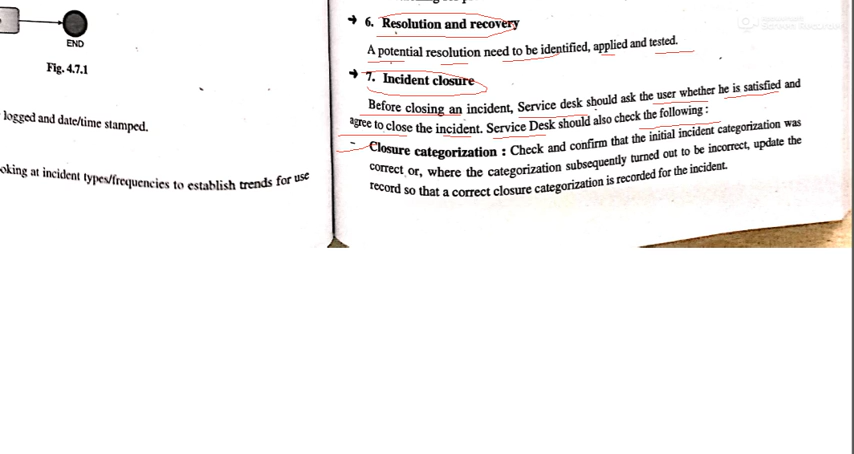 END
Fig. 4.7.1
logged and date/time stamped.
oking at incident types/frequencies to establish trends for use
6. Resolution and recovery
A potential resolution need to be identified, applied and tested.
7. Incident closure
Before closing an incident, Service desk should ask the user whether he is satisfied and
agree to close the incident. Service Desk should also check the following :
- Closure categorization : Check and confirm that the initial incident categorization was
correct or, where the categorization subsequently turned out to be incorrect, update the
record so that a correct closure categorization is recorded for the incident.